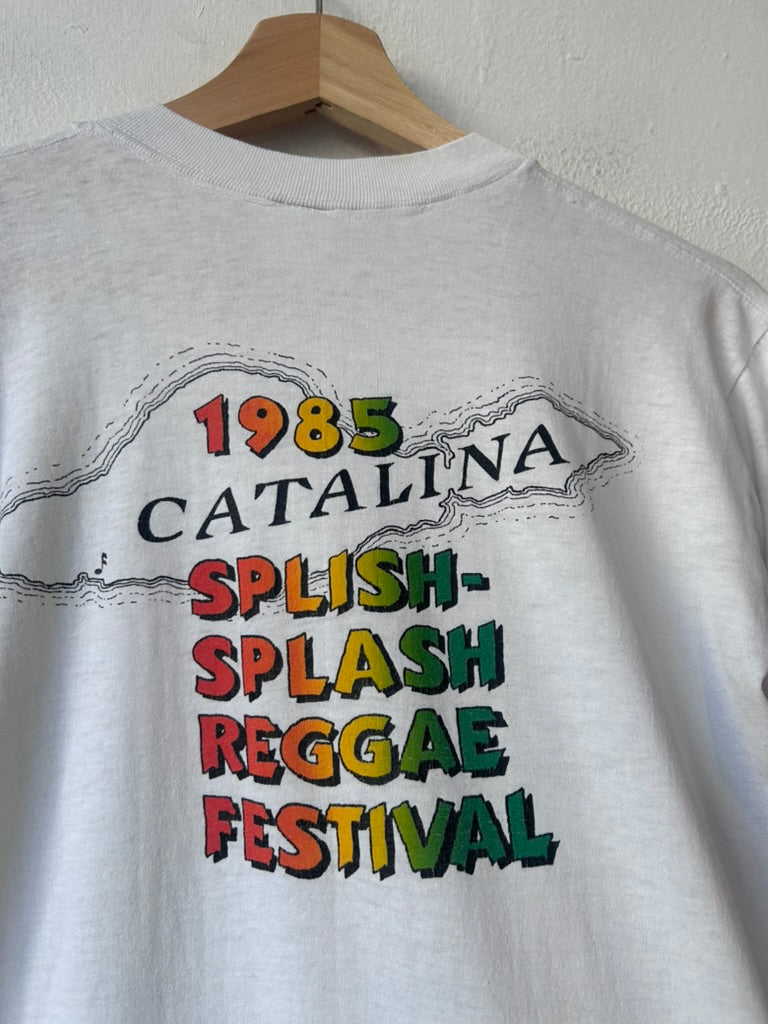 1985
CATALINA
SPLISH-
SPLASH
REGGAE
FESTIVAL